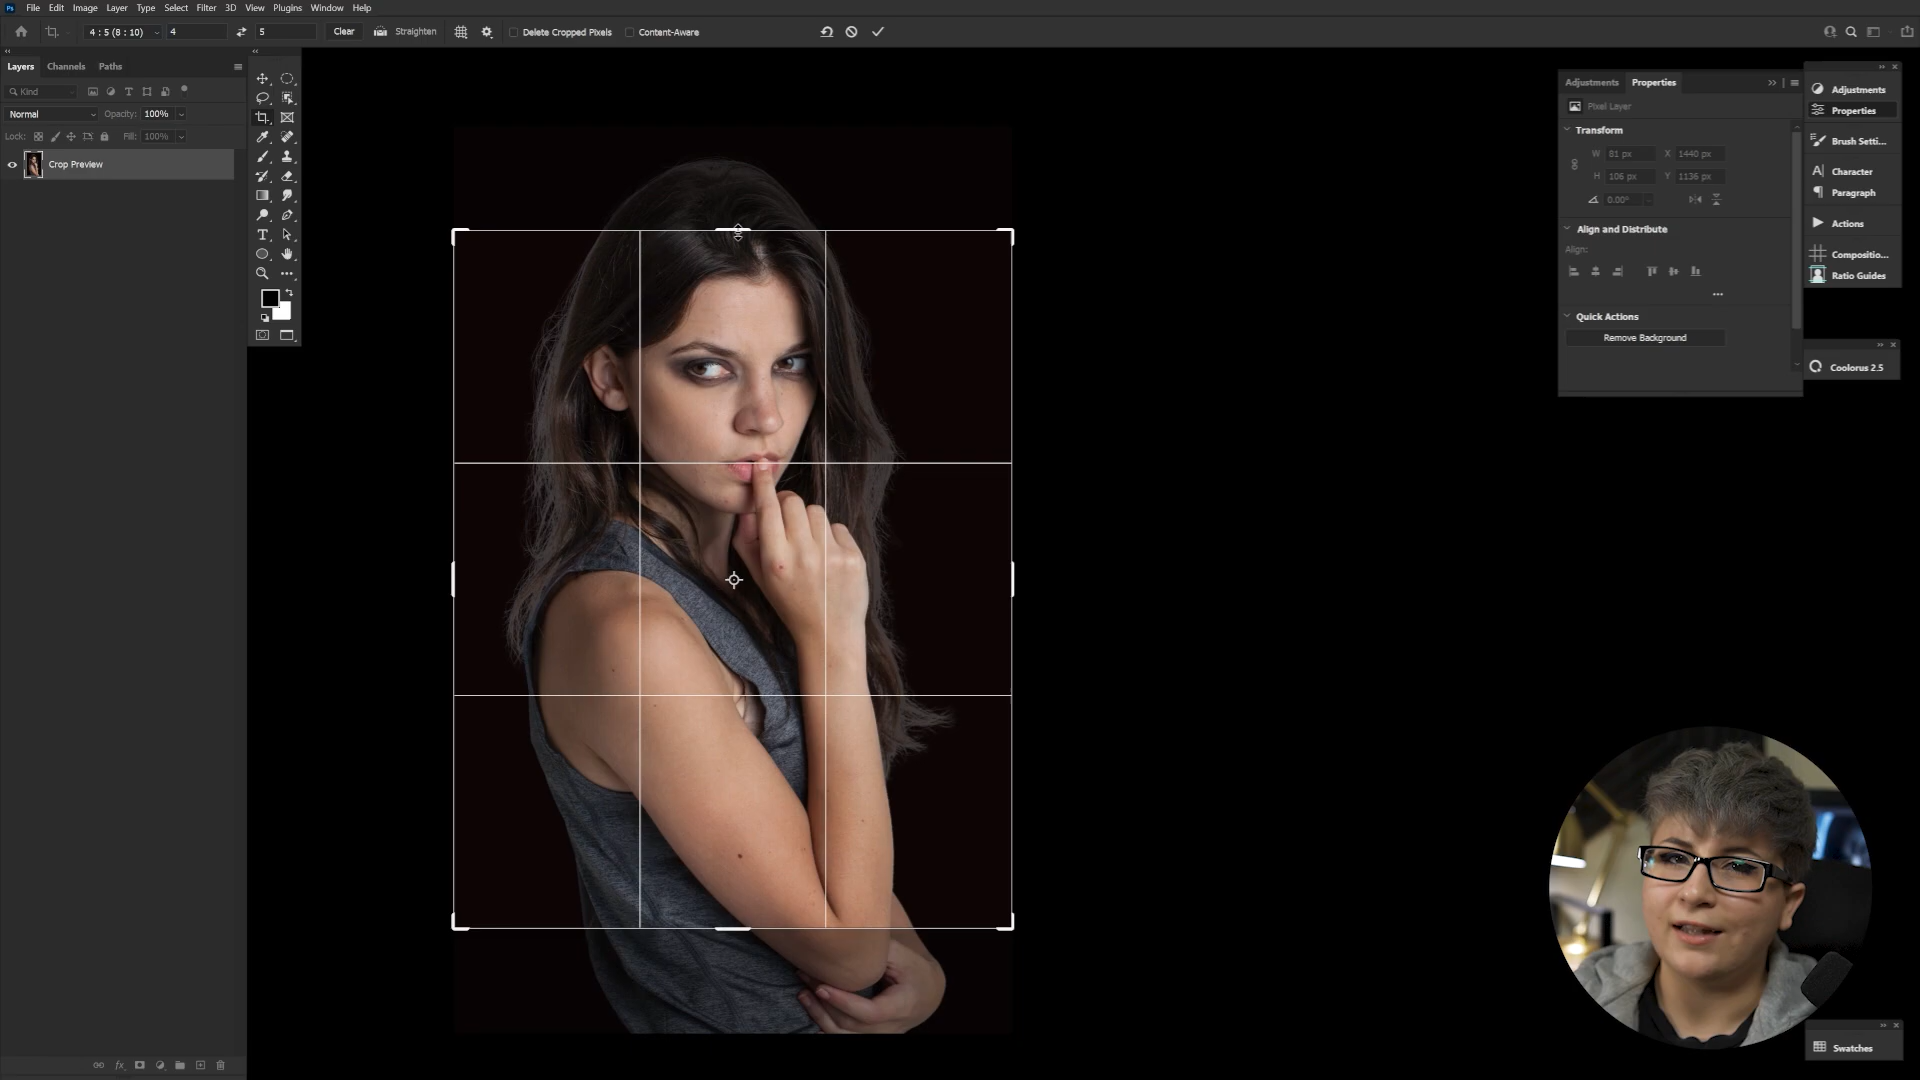 Ps File Edit Image Layer Type Select Filter 3D View Plugins Window Help
4 : 5 (8 : 10) 4 5 Clear Straighten Delete Cropped Pixels Content-Aware
Layers Channels Paths
Kind
Normal Opacity: 100%
Lock: Fill: 100%
Crop Preview
Adjustments Properties
Pixel Layer
Transform
W 81 px X 1440 px
H 106 px Y 1136 px
0.00°
Align and Distribute
Align:
Quick Actions
Remove Background
Adjustments
Properties
Brush Setti...
Character
Paragraph
Actions
Compositio...
Ratio Guides
Coolorus 2.5
Swatches
fx